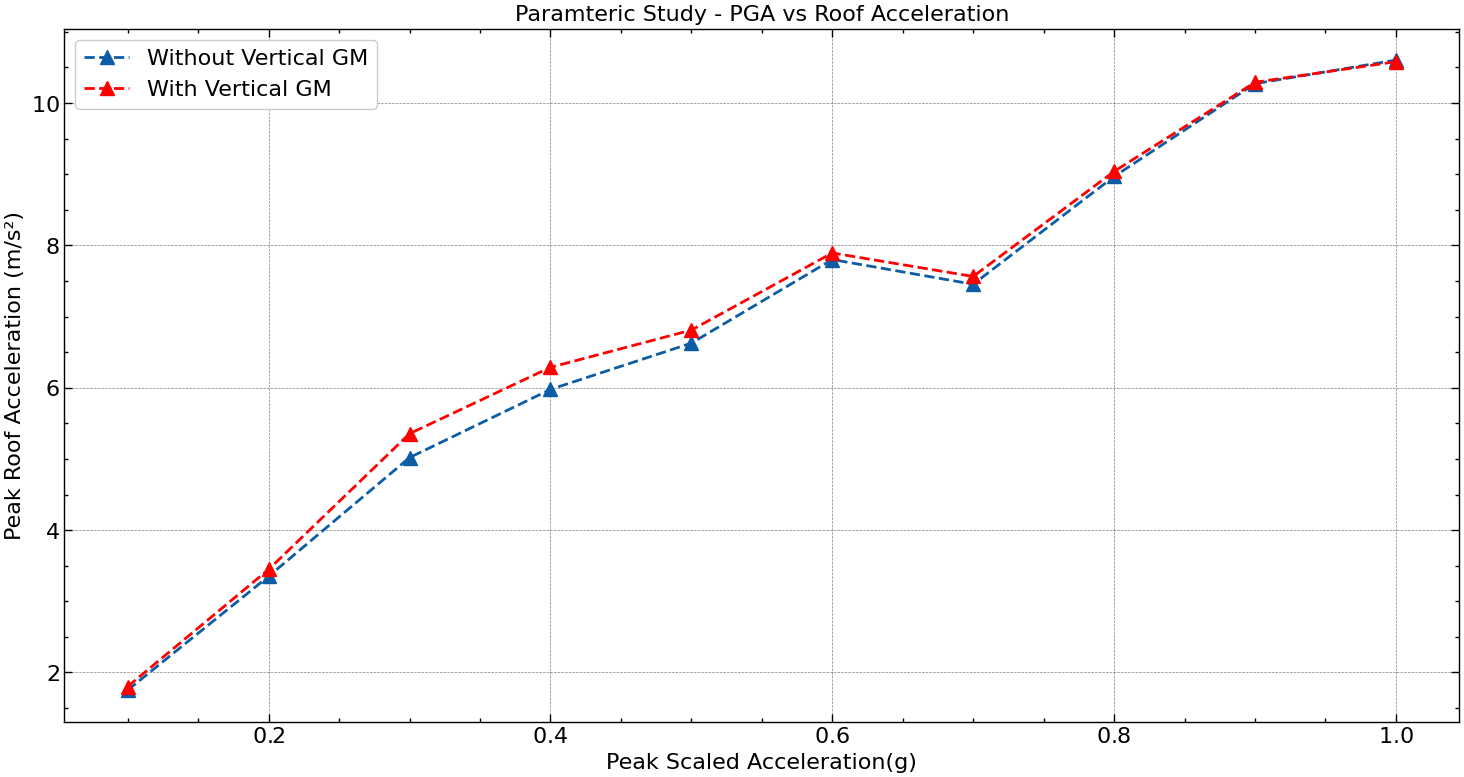 Paramteric Study - PGA vs Roof Acceleration
Without Vertical GM
With Vertical GM
Peak Roof Acceleration (m/s²)
10
8
6
4
2
0.2 0.4 0.6 0.8 1.0
Peak Scaled Acceleration(g)